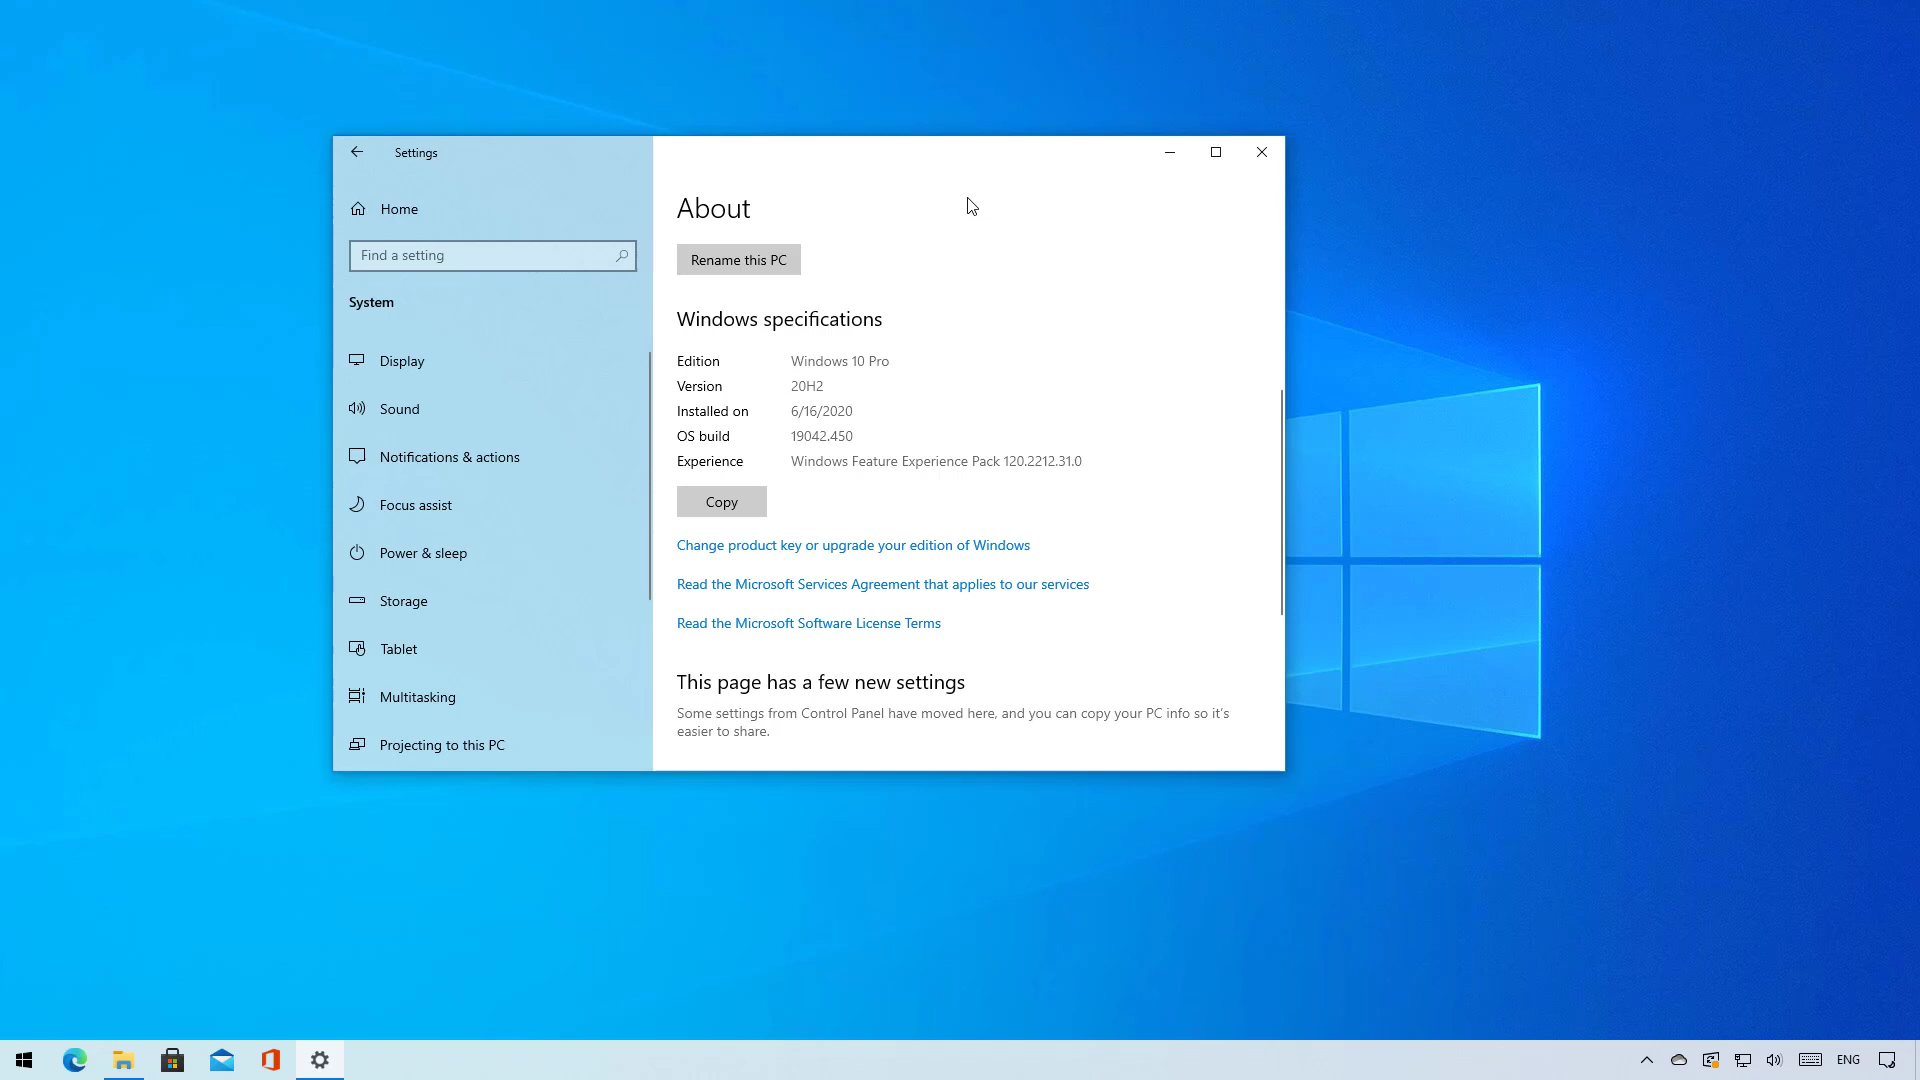 Settings
Home
Find a setting
System
Display
Sound
Notifications & actions
Focus assist
Power & sleep
Storage
Tablet
Multitasking
Projecting to this PC
About
Rename this PC
Windows specifications
Edition Windows 10 Pro
Version 20H2
Installed on 6/16/2020
OS build 19042.450
Experience Windows Feature Experience Pack 120.2212.31.0
Copy
Change product key or upgrade your edition of Windows
Read the Microsoft Services Agreement that applies to our services
Read the Microsoft Software License Terms
This page has a few new settings
Some settings from Control Panel have moved here, and you can copy your PC info so it's
easier to share.
ENG